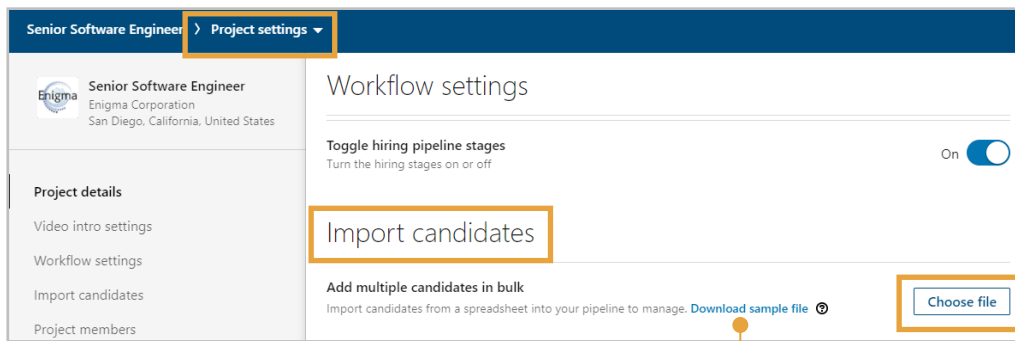 Senior Software Engineer > Project settings
Enigma
Senior Software Engineer
Enigma Corporation
San Diego, California, United States
Project details
Video intro settings
Workflow settings
Import candidates
Project members
Workflow settings
Toggle hiring pipeline stages
Turn the hiring stages on or off
On
Import candidates
Add multiple candidates in bulk
Import candidates from a spreadsheet into your pipeline to manage. Download sample file ?
Choose file